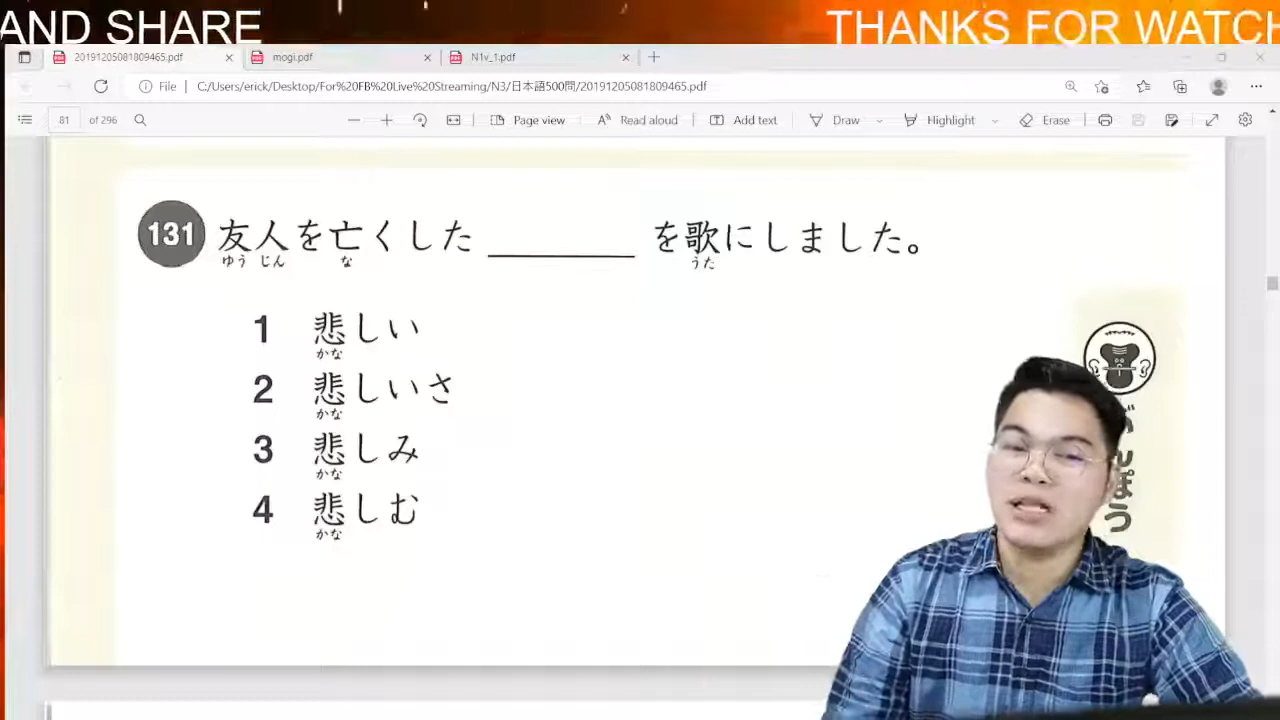 AND SHARE
THANKS FOR WATCH
20191205081809465.pdf
mogi.pdf
N1v_1.pdf
File
C:/Users/erick/Desktop/For%20FB%20Live%20Streaming/N3/日本語500問/20191205081809465.pdf
81 of 296
Page view
Read aloud
Add text
Draw
Highlight
Erase
131 友人を亡くした ________ を歌にしました。
ゆう じん な うた
1 悲しい
かな
2 悲しいさ
かな
3 悲しみ
かな
4 悲しむ
かな
んぽう